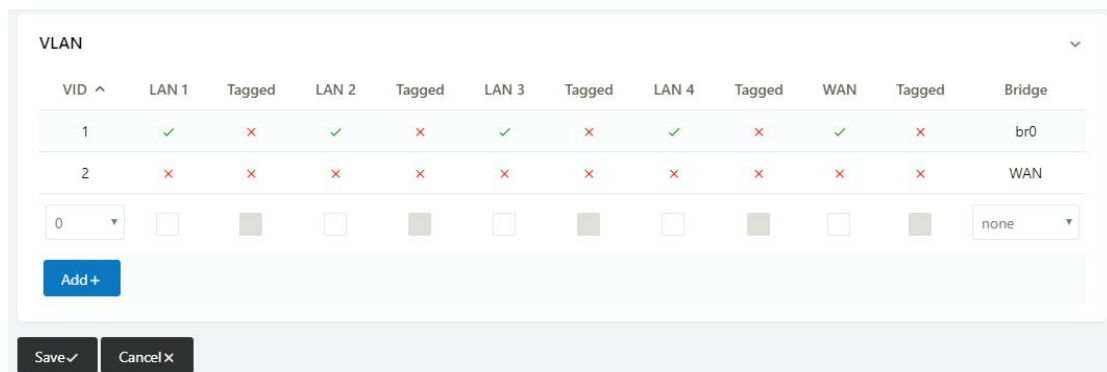 VLAN
VID LAN 1 Tagged LAN 2 Tagged LAN 3 Tagged LAN 4 Tagged WAN Tagged Bridge
1 ✓ × ✓ × ✓ × ✓ × ✓ × br0
2 × × × × × × × × × × WAN
0 none
Add +
Save✓ Cancel×